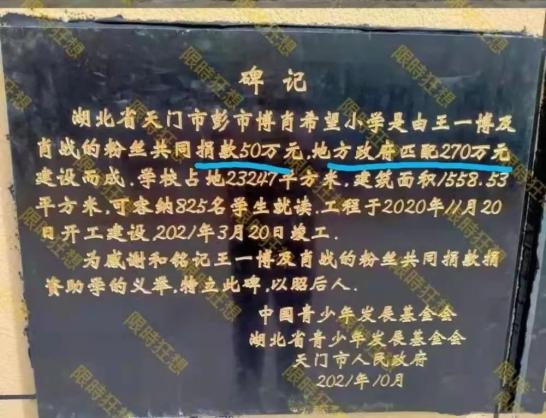 碑记
湖北省天门市彭市博肖希望小学是由王一博及
肖战的粉丝共同捐款50万元,地方政府匹配270万元
建设而成.学校占地23247平方米,建筑面积1558.53
平方米,可容纳825名学生就读.工程于2020年11月20
日开工建设,2021年3月20日竣工.
为感谢和铭记王一博及肖战的粉丝共同捐款捐
资助学的义举,特立此碑,以昭后人.
中国青少年发展基金会
湖北省青少年发展基金会
天门市人民政府
2021年10月
限時狂想